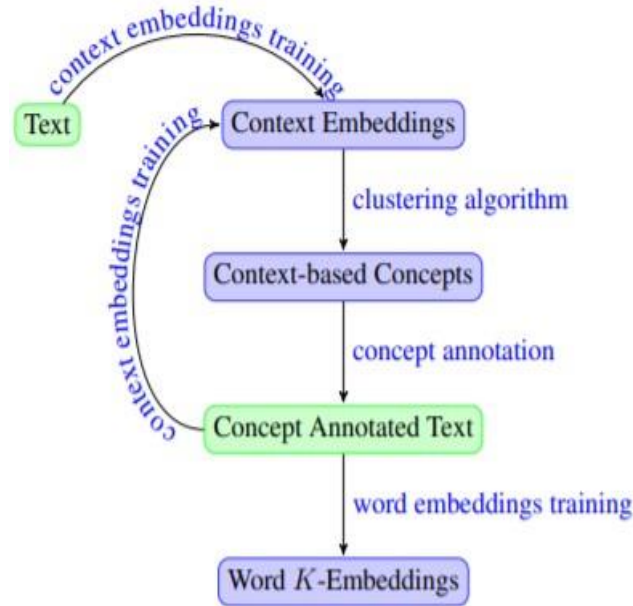 context embeddings training
Text
Context Embeddings
context embeddings training
clustering algorithm
Context-based Concepts
concept annotation
Concept Annotated Text
word embeddings training
Word K-Embeddings